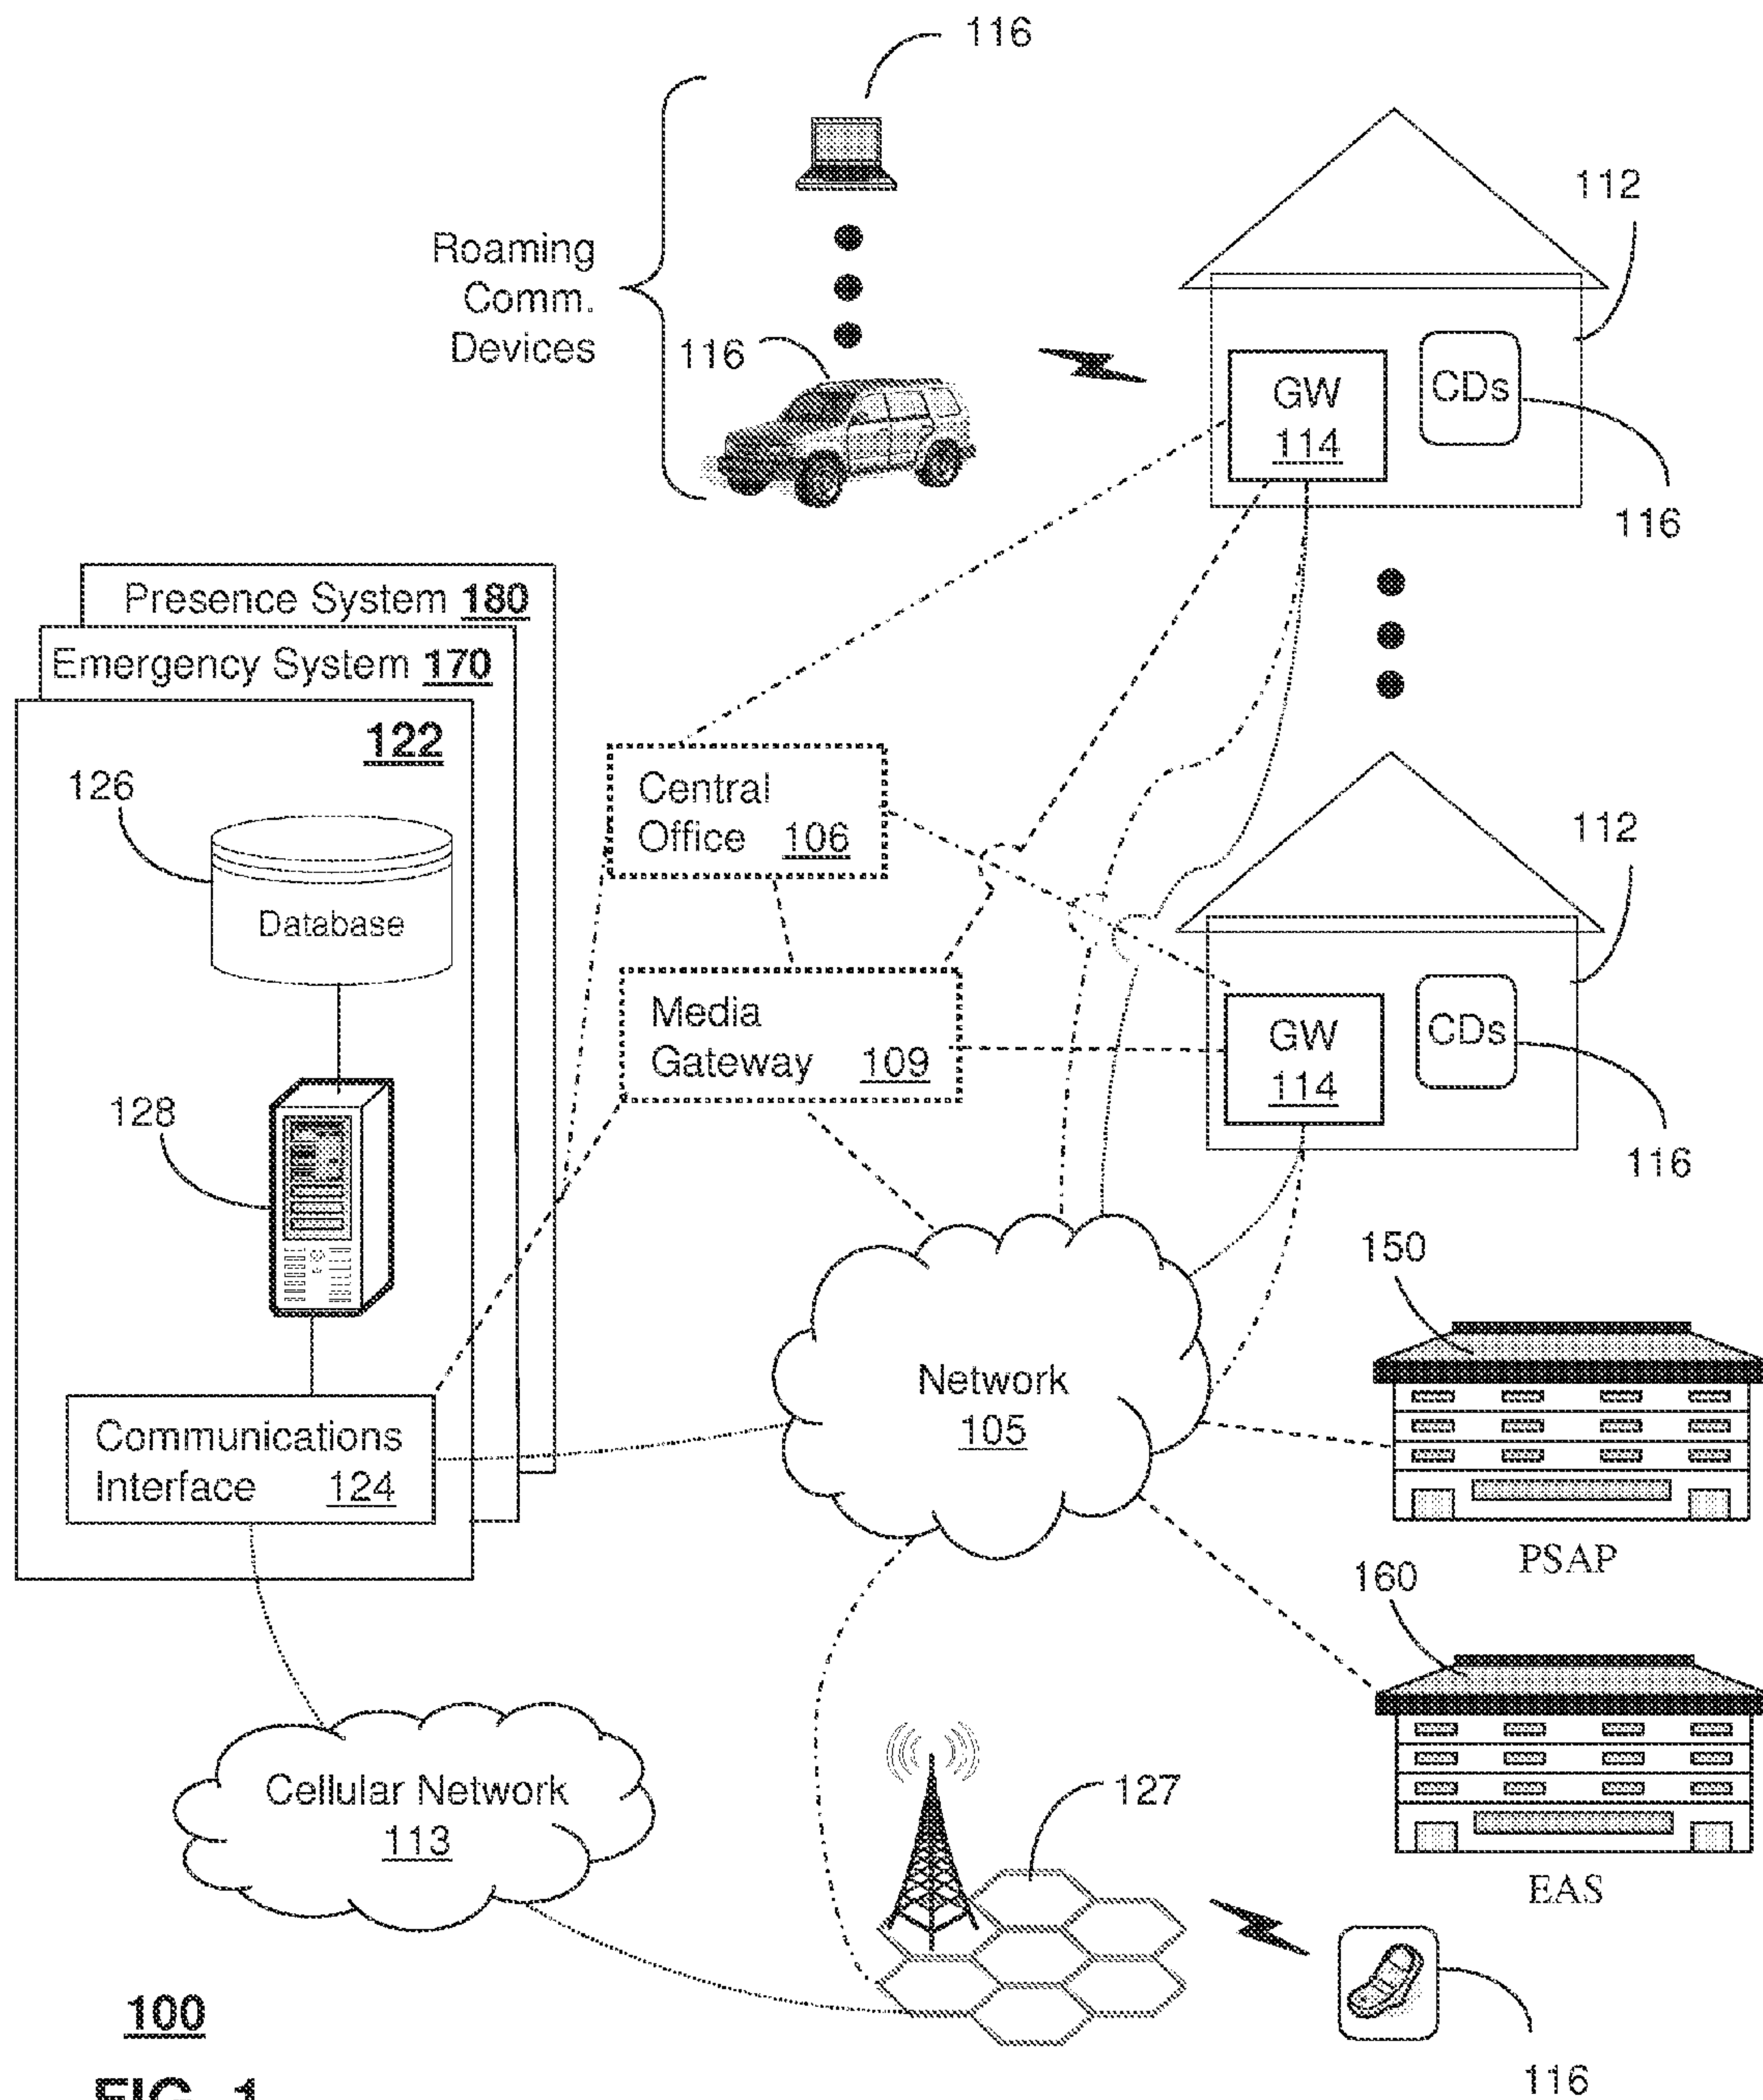 116
Roaming
Comm.
Devices
116
112
GW
114
CDs
116
Presence System 180
Emergency System 170
122
126
Database
128
Communications
Interface 124
Central
Office 106
Media
Gateway 109
112
GW
114
CDs
116
Network
105
150
PSAP
160
EAS
Cellular Network
113
127
116
100
FIG. 1